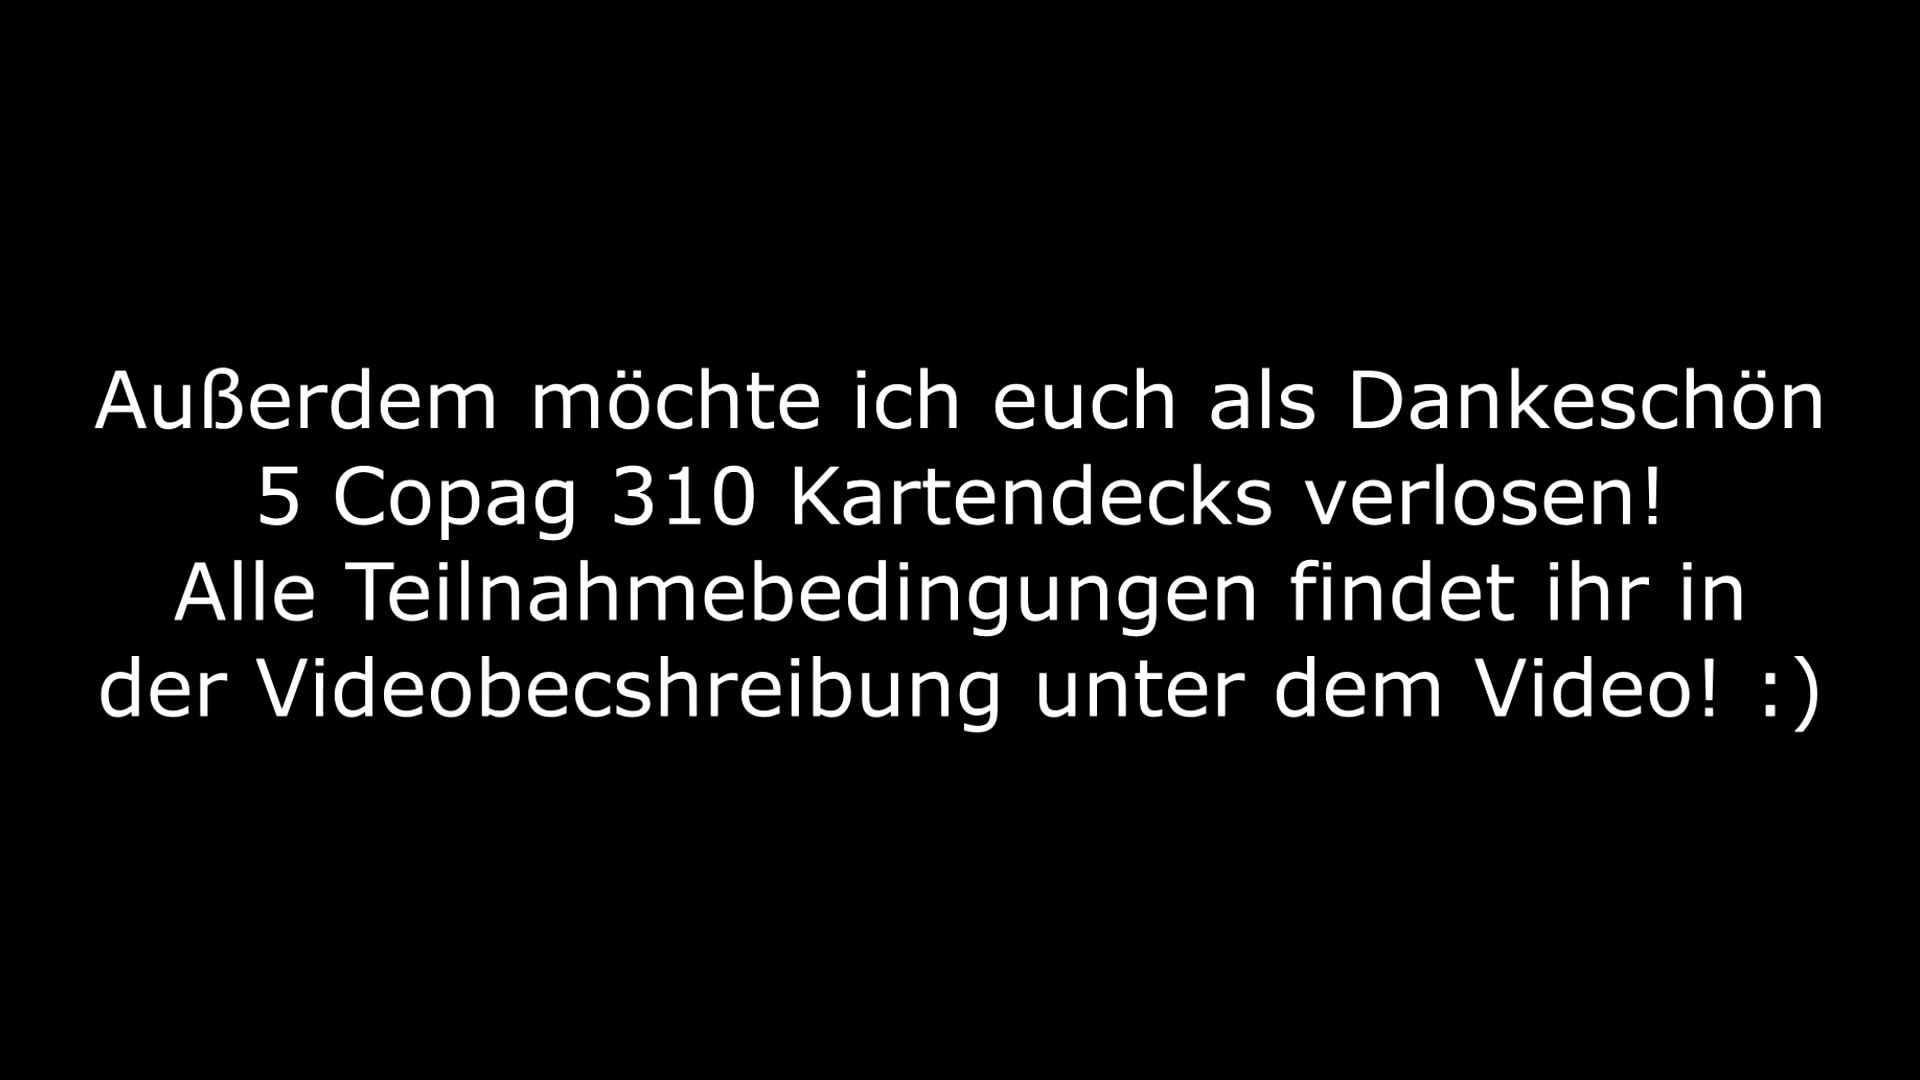 Außerdem möchte ich euch als Dankeschön
5 Copag 310 Kartendecks verlosen!
Alle Teilnahmebedingungen findet ihr in
der Videobecshreibung unter dem Video! :)